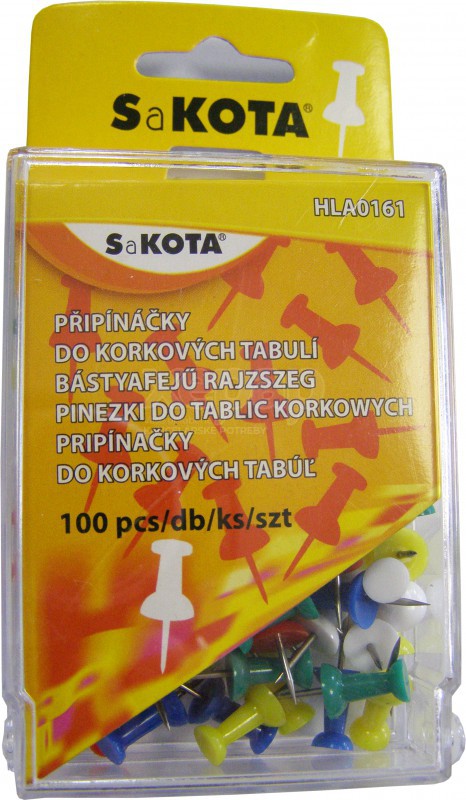 SaKOTA®
HLA0161
SaKOTA®
PŘIPÍNÁČKY
DO KORKOVÝCH TABULÍ
BÁSTYAFEJŰ RAJZSZEG
PINEZKI DO TABLIC KORKOWYCH
PRIPÍNAČKY
DO KORKOVÝCH TABÚĽ
100 pcs/db/ks/szt